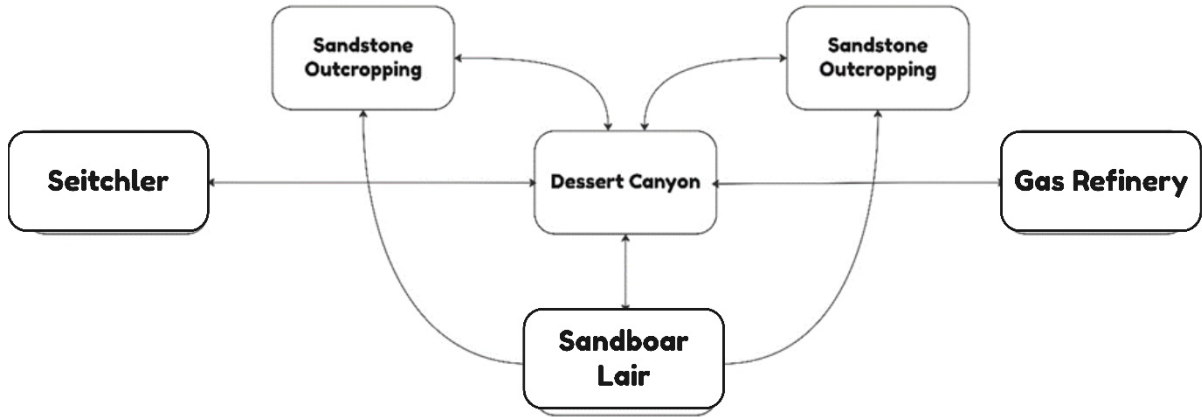 Sandstone
Outcropping
Sandstone
Outcropping
Seitchler
Dessert Canyon
Gas Refinery
Sandboar
Lair